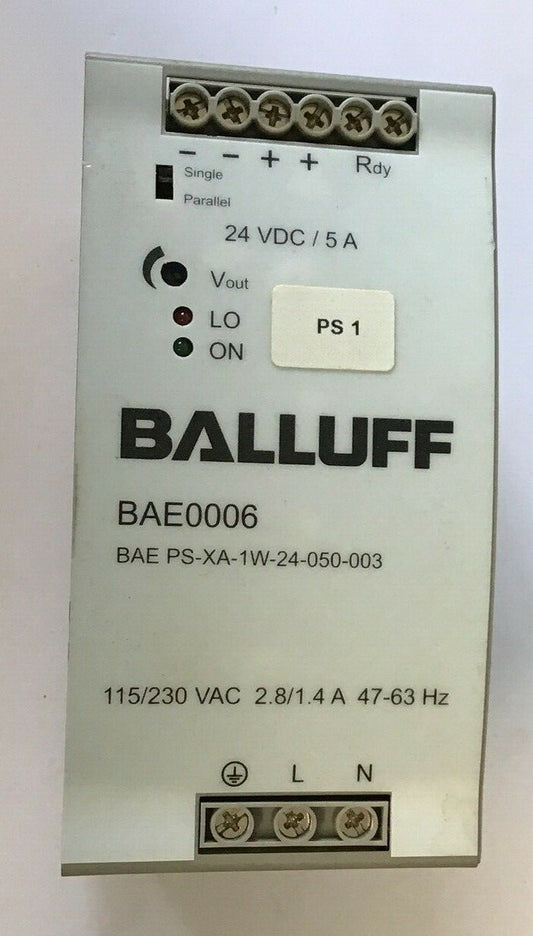 − − + + Rdy
Single
Parallel
24 VDC / 5 A
Vout
LO
ON
PS 1
BALLUFF
BAE0006
BAE PS-XA-1W-24-050-003
115/230 VAC 2.8/1.4 A 47-63 Hz
L N